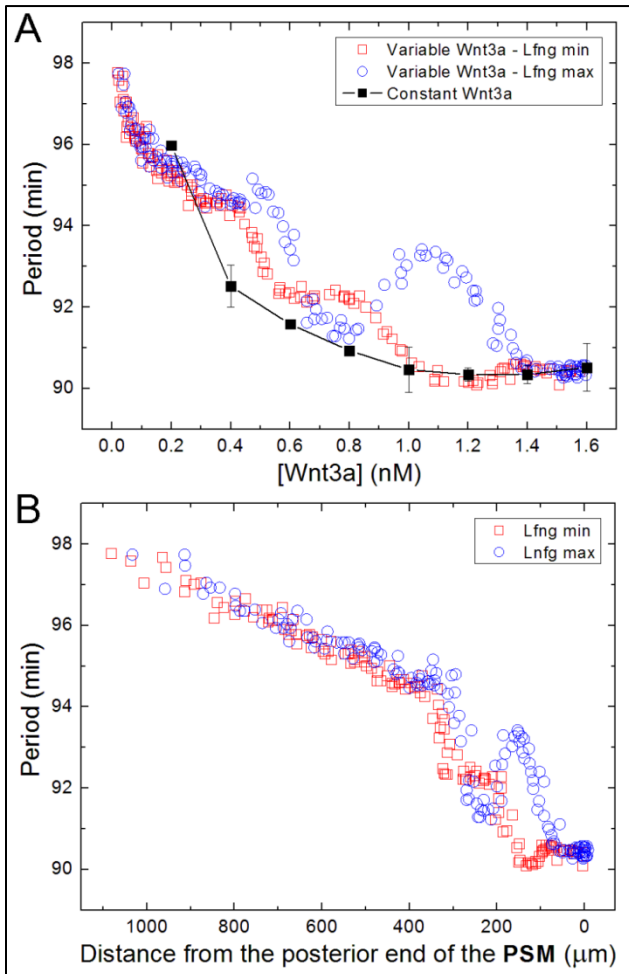 A
98
96
94
92
90
Period (min)
Variable Wnt3a - Lfng min
Variable Wnt3a - Lfng max
Constant Wnt3a
0.0 0.2 0.4 0.6 0.8 1.0 1.2 1.4 1.6
[Wnt3a] (nM)
B
98
96
94
92
90
Period (min)
Lfng min
Lnfg max
1000 800 600 400 200 0
Distance from the posterior end of the PSM (μm)